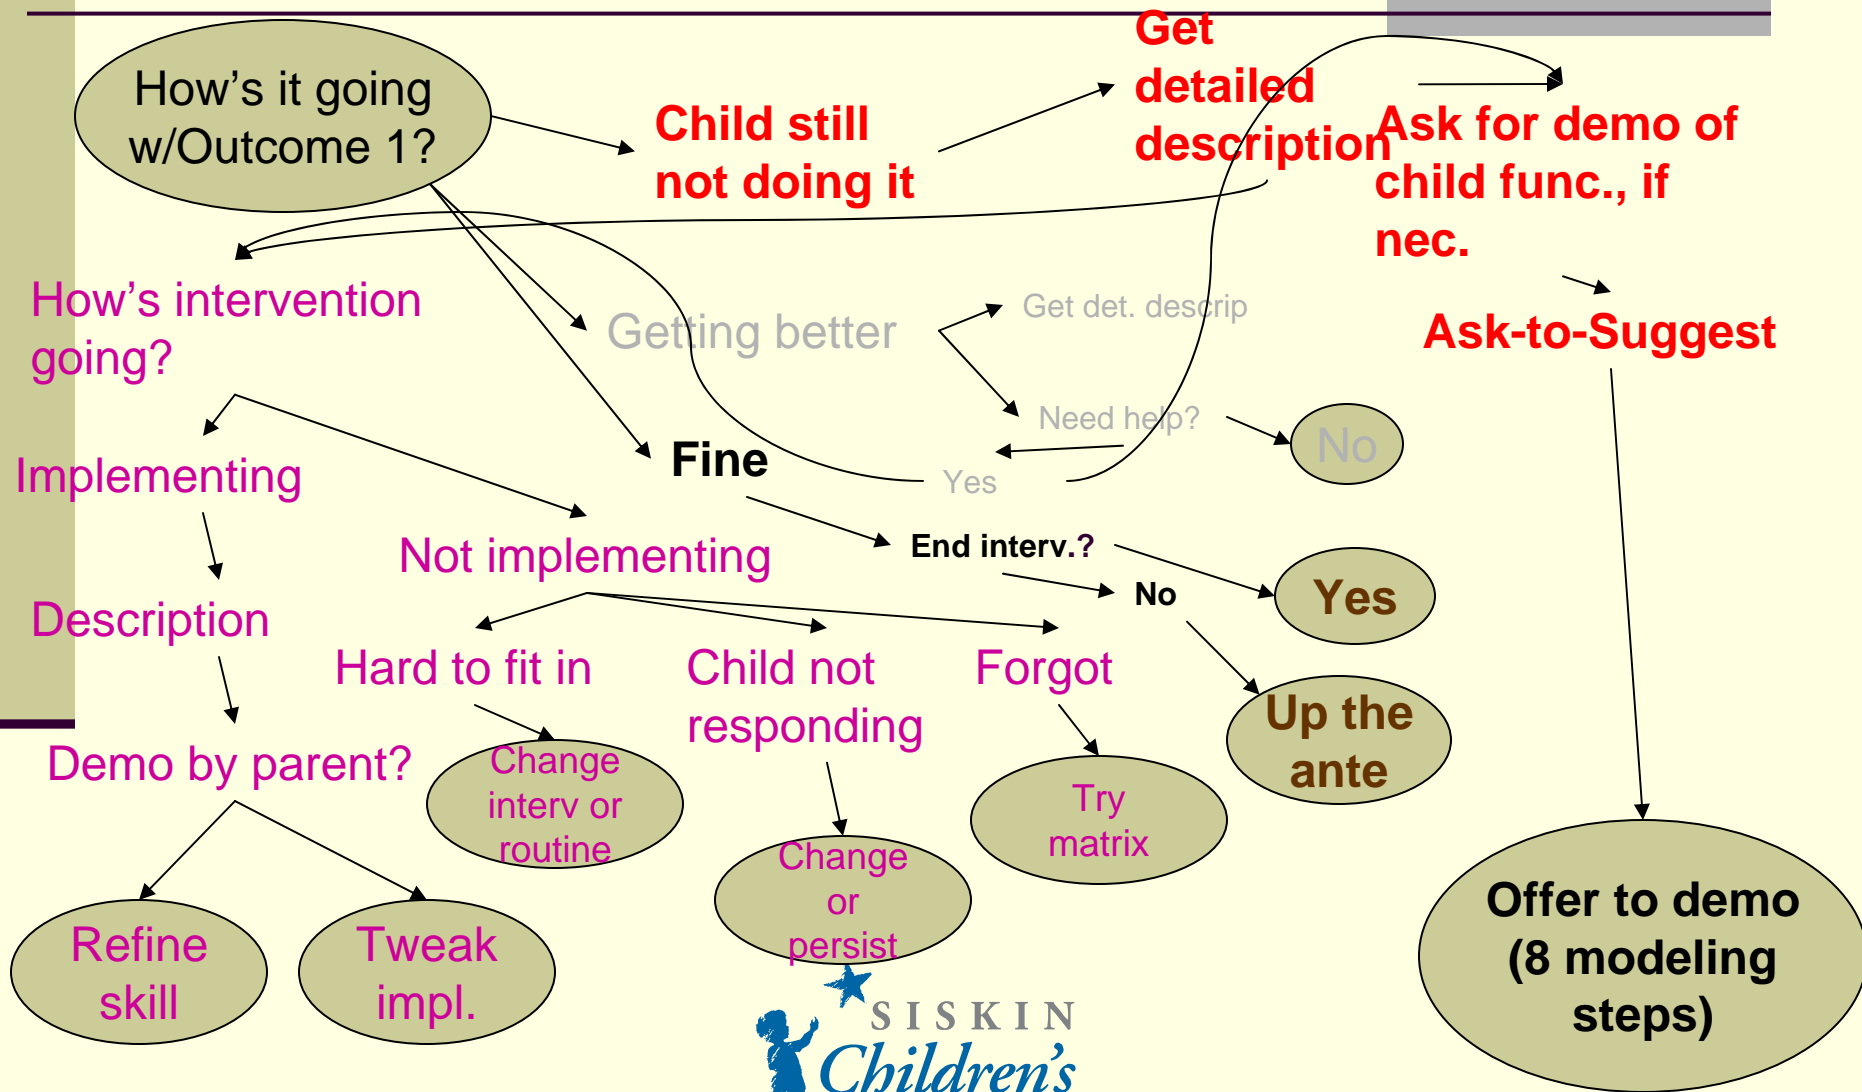 How's it going
w/Outcome 1?
Child still
not doing it
Get
detailed
description
Ask for demo of
child func., if
nec.
Ask-to-Suggest
How's intervention
going?
Getting better
Get det. descrip
Need help?
No
Yes
Fine
End interv.?
No
Yes
Up the
ante
Implementing
Not implementing
Description
Hard to fit in
Child not
responding
Forgot
Demo by parent?
Change
interv or
routine
Change
or
persist
Try
matrix
Refine
skill
Tweak
impl.
Offer to demo
(8 modeling
steps)
SISKIN
Children's